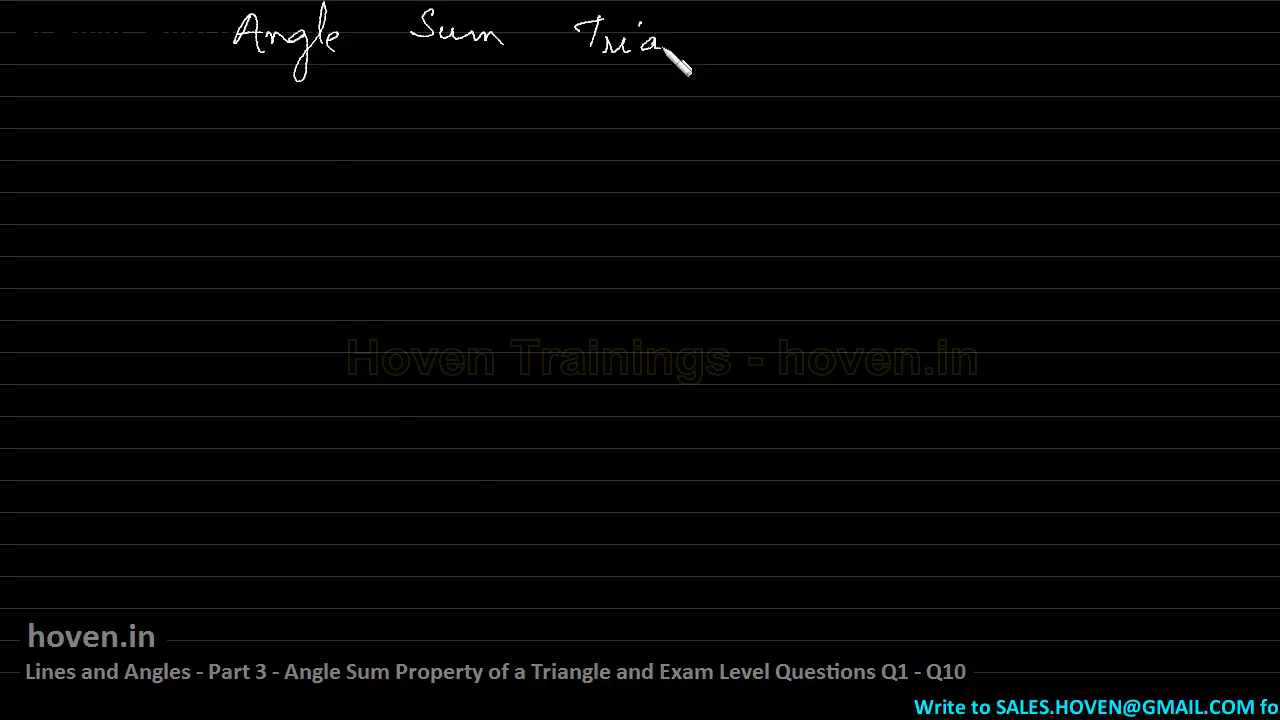 Angle Sum Tria
Hoven Trainings - hoven.in
hoven.in
Lines and Angles - Part 3 - Angle Sum Property of a Triangle and Exam Level Questions Q1 - Q10
Write to SALES.HOVEN@GMAIL.COM fo